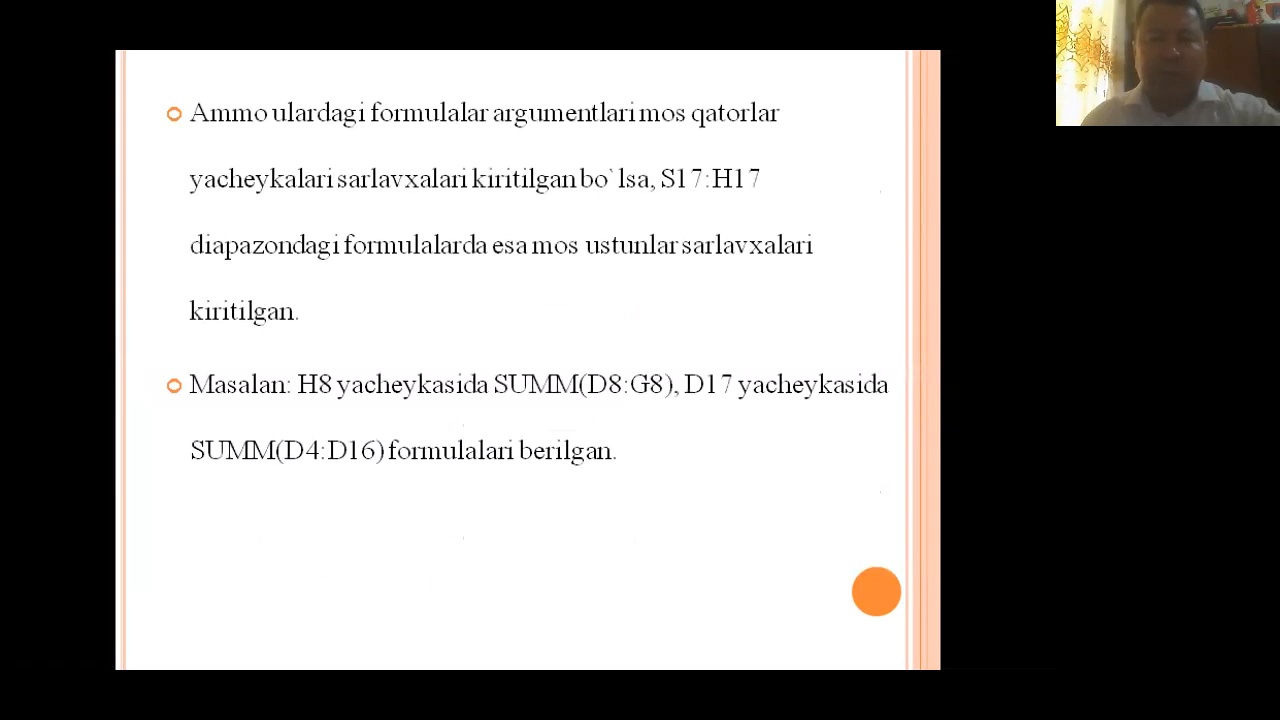 Ammo ulardagi formulalar argumentlari mos qatorlar
yacheykalari sarlavxalari kiritilgan bo` lsa, S17:H17
diapazondagi formulalarda esa mos ustunlar sarlavxalari
kiritilgan.
Masalan: H8 yacheykasida SUMM(D8:G8), D17 yacheykasida
SUMM(D4:D16) formulalari berilgan.